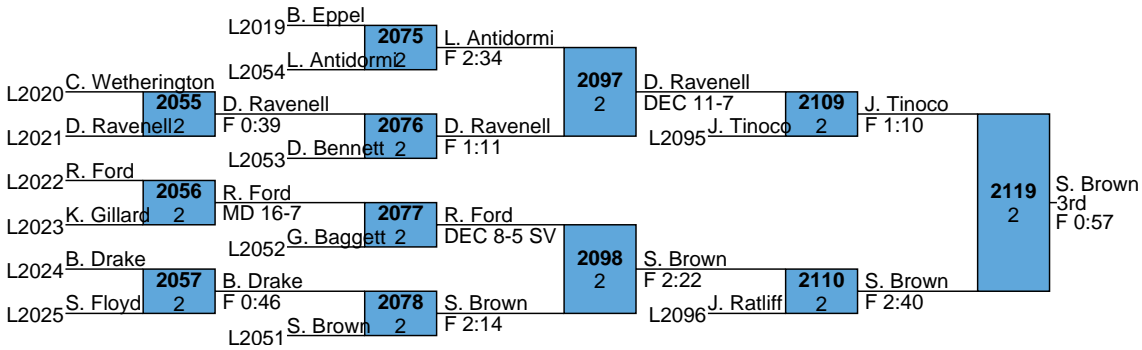 L2019 B. Eppel
L2054 L. Antidormi
2075
2
L. Antidormi
F 2:34
L2020 C. Wetherington
L2021 D. Ravenell
2055
2
D. Ravenell
F 0:39
L2053 D. Bennett
2076
2
D. Ravenell
F 1:11
2097
2
D. Ravenell
DEC 11-7
L2095 J. Tinoco
2109
2
J. Tinoco
F 1:10
L2022 R. Ford
L2023 K. Gillard
2056
2
R. Ford
MD 16-7
L2052 G. Baggett
2077
2
R. Ford
DEC 8-5 SV
L2024 B. Drake
L2025 S. Floyd
2057
2
B. Drake
F 0:46
L2051 S. Brown
2078
2
S. Brown
F 2:14
2098
2
S. Brown
F 2:22
L2096 J. Ratliff
2110
2
S. Brown
F 2:40
2119
2
S. Brown
3rd
F 0:57